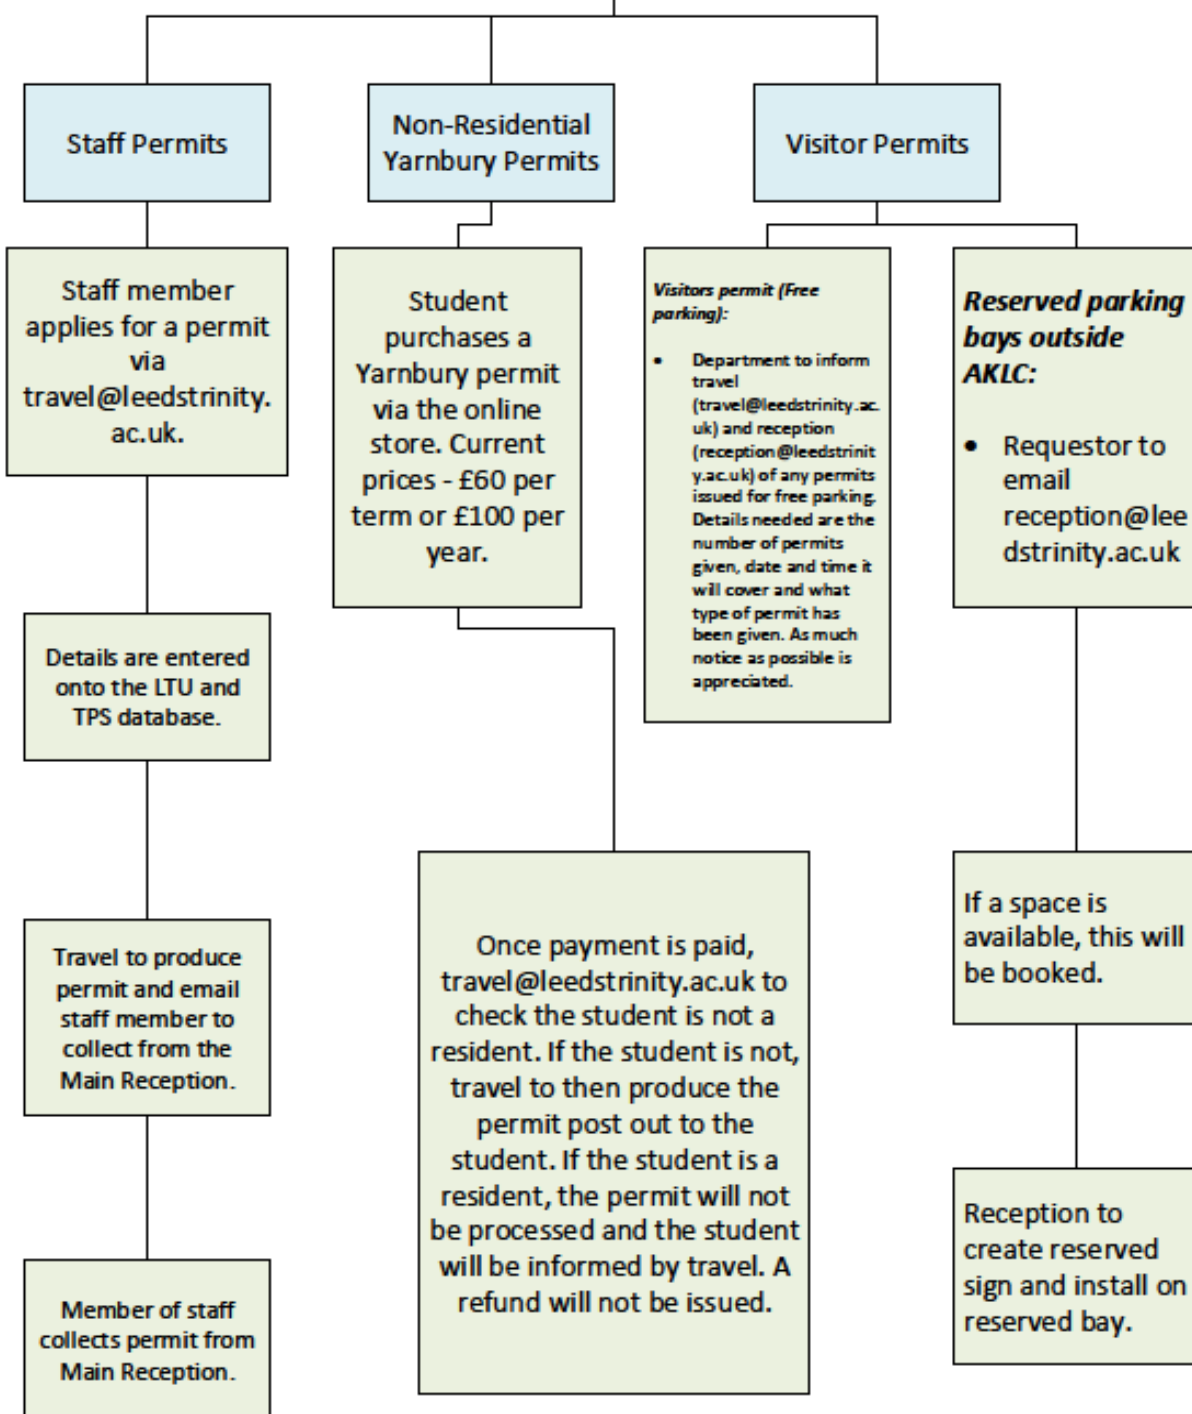 Staff Permits
Non-Residential
Yarnbury Permits
Visitor Permits
Staff member
applies for a permit
via
travel@leedstrinity.
ac.uk.
Student
purchases a
Yarnbury permit
via the online
store. Current
prices - £60 per
term or £100 per
year.
Visitors permit (Free
parking):
• Department to inform
travel
(travel@leedstrinity.ac.
uk) and reception
(reception@leedstrinit
y.ac.uk) of any permits
issued for free parking.
Details needed are the
number of permits
given, date and time it
will cover and what
type of permit has
been given. As much
notice as possible is
appreciated.
Reserved parking
bays outside
AKLC:
• Requestor to
email
reception@lee
dstrinity.ac.uk
Details are entered
onto the LTU and
TPS database.
Travel to produce
permit and email
staff member to
collect from the
Main Reception.
Once payment is paid,
travel@leedstrinity.ac.uk to
check the student is not a
resident. If the student is not,
travel to then produce the
permit post out to the
student. If the student is a
resident, the permit will not
be processed and the student
will be informed by travel. A
refund will not be issued.
If a space is
available, this will
be booked.
Reception to
create reserved
sign and install on
reserved bay.
Member of staff
collects permit from
Main Reception.